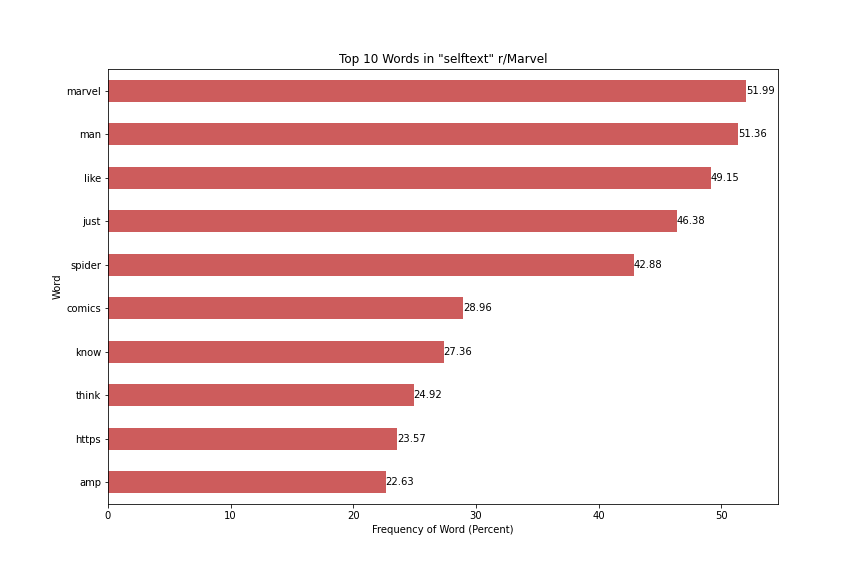 Top 10 Words in "selftext" r/Marvel
marvel 51.99
man 51.36
like 49.15
just 46.38
spider 42.88
Word
comics 28.96
know 27.36
think 24.92
https 23.57
amp 22.63
0 10 20 30 40 50
Frequency of Word (Percent)